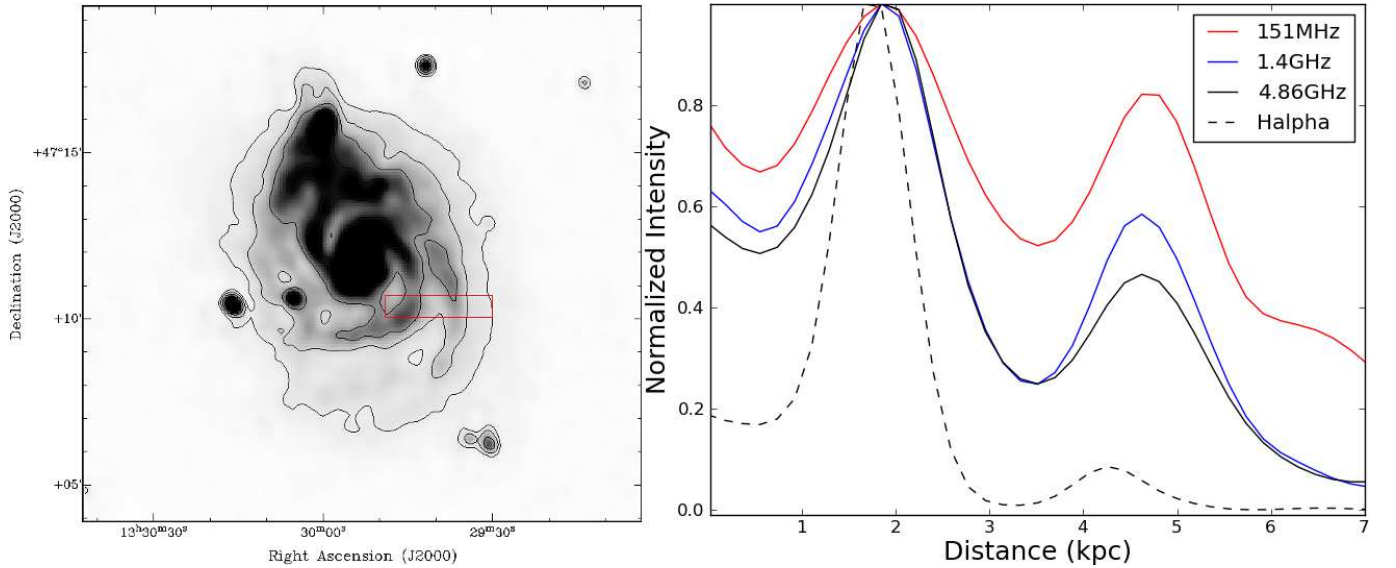 +47°15'
+10'
+05'
Declination (J2000)
13ʰ30ᵐ30ˢ
30ᵐ00ˢ
29ᵐ30ˢ
Right Ascension (J2000)
Normalized Intensity
0.8
0.6
0.4
0.2
0.0
1 2 3 4 5 6 7
Distance (kpc)
151MHz
1.4GHz
4.86GHz
Halpha